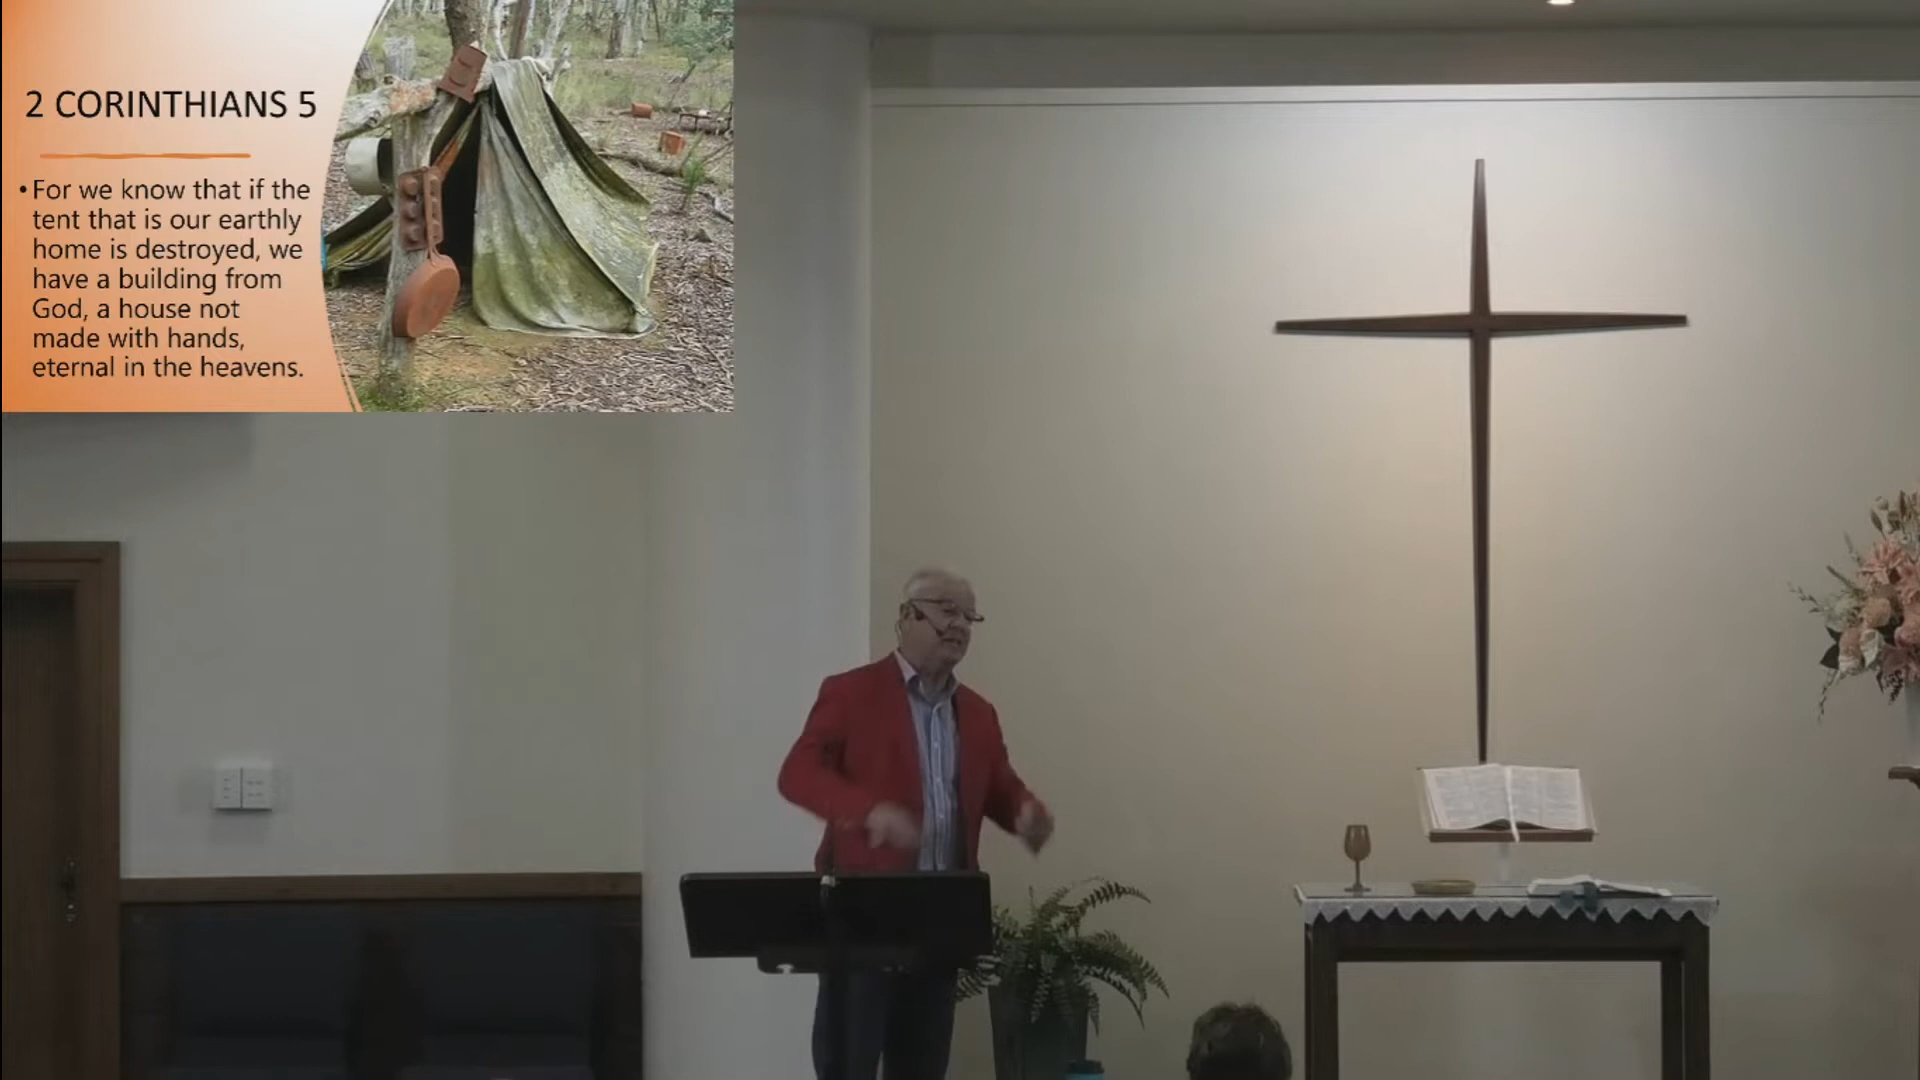 2 CORINTHIANS 5
• For we know that if the
tent that is our earthly
home is destroyed, we
have a building from
God, a house not
made with hands,
eternal in the heavens.